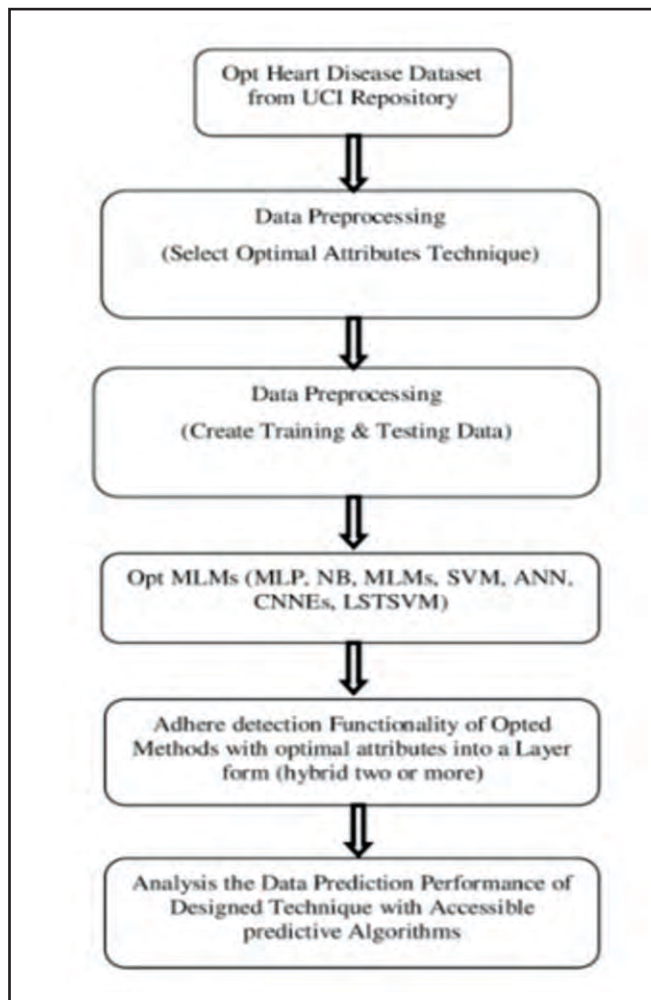 Opt Heart Disease Dataset
from UCI Repository
Data Preprocessing
(Select Optimal Attributes Technique)
Data Preprocessing
(Create Training & Testing Data)
Opt MLMs (MLP, NB, MLMs, SVM, ANN,
CNNEs, LSTSVM)
Adhere detection Functionality of Opted
Methods with optimal attributes into a Layer
form (hybrid two or more)
Analysis the Data Prediction Performance of
Designed Technique with Accessible
predictive Algorithms